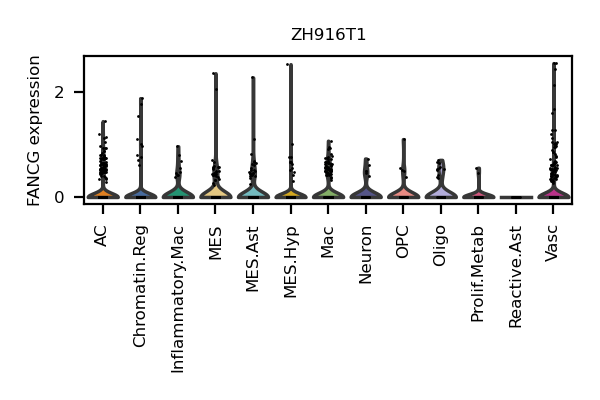 ZH916T1
FANCG expression
2
0
AC
Chromatin.Reg
Inflammatory.Mac
MES
MES.Ast
MES.Hyp
Mac
Neuron
OPC
Oligo
Prolif.Metab
Reactive.Ast
Vasc